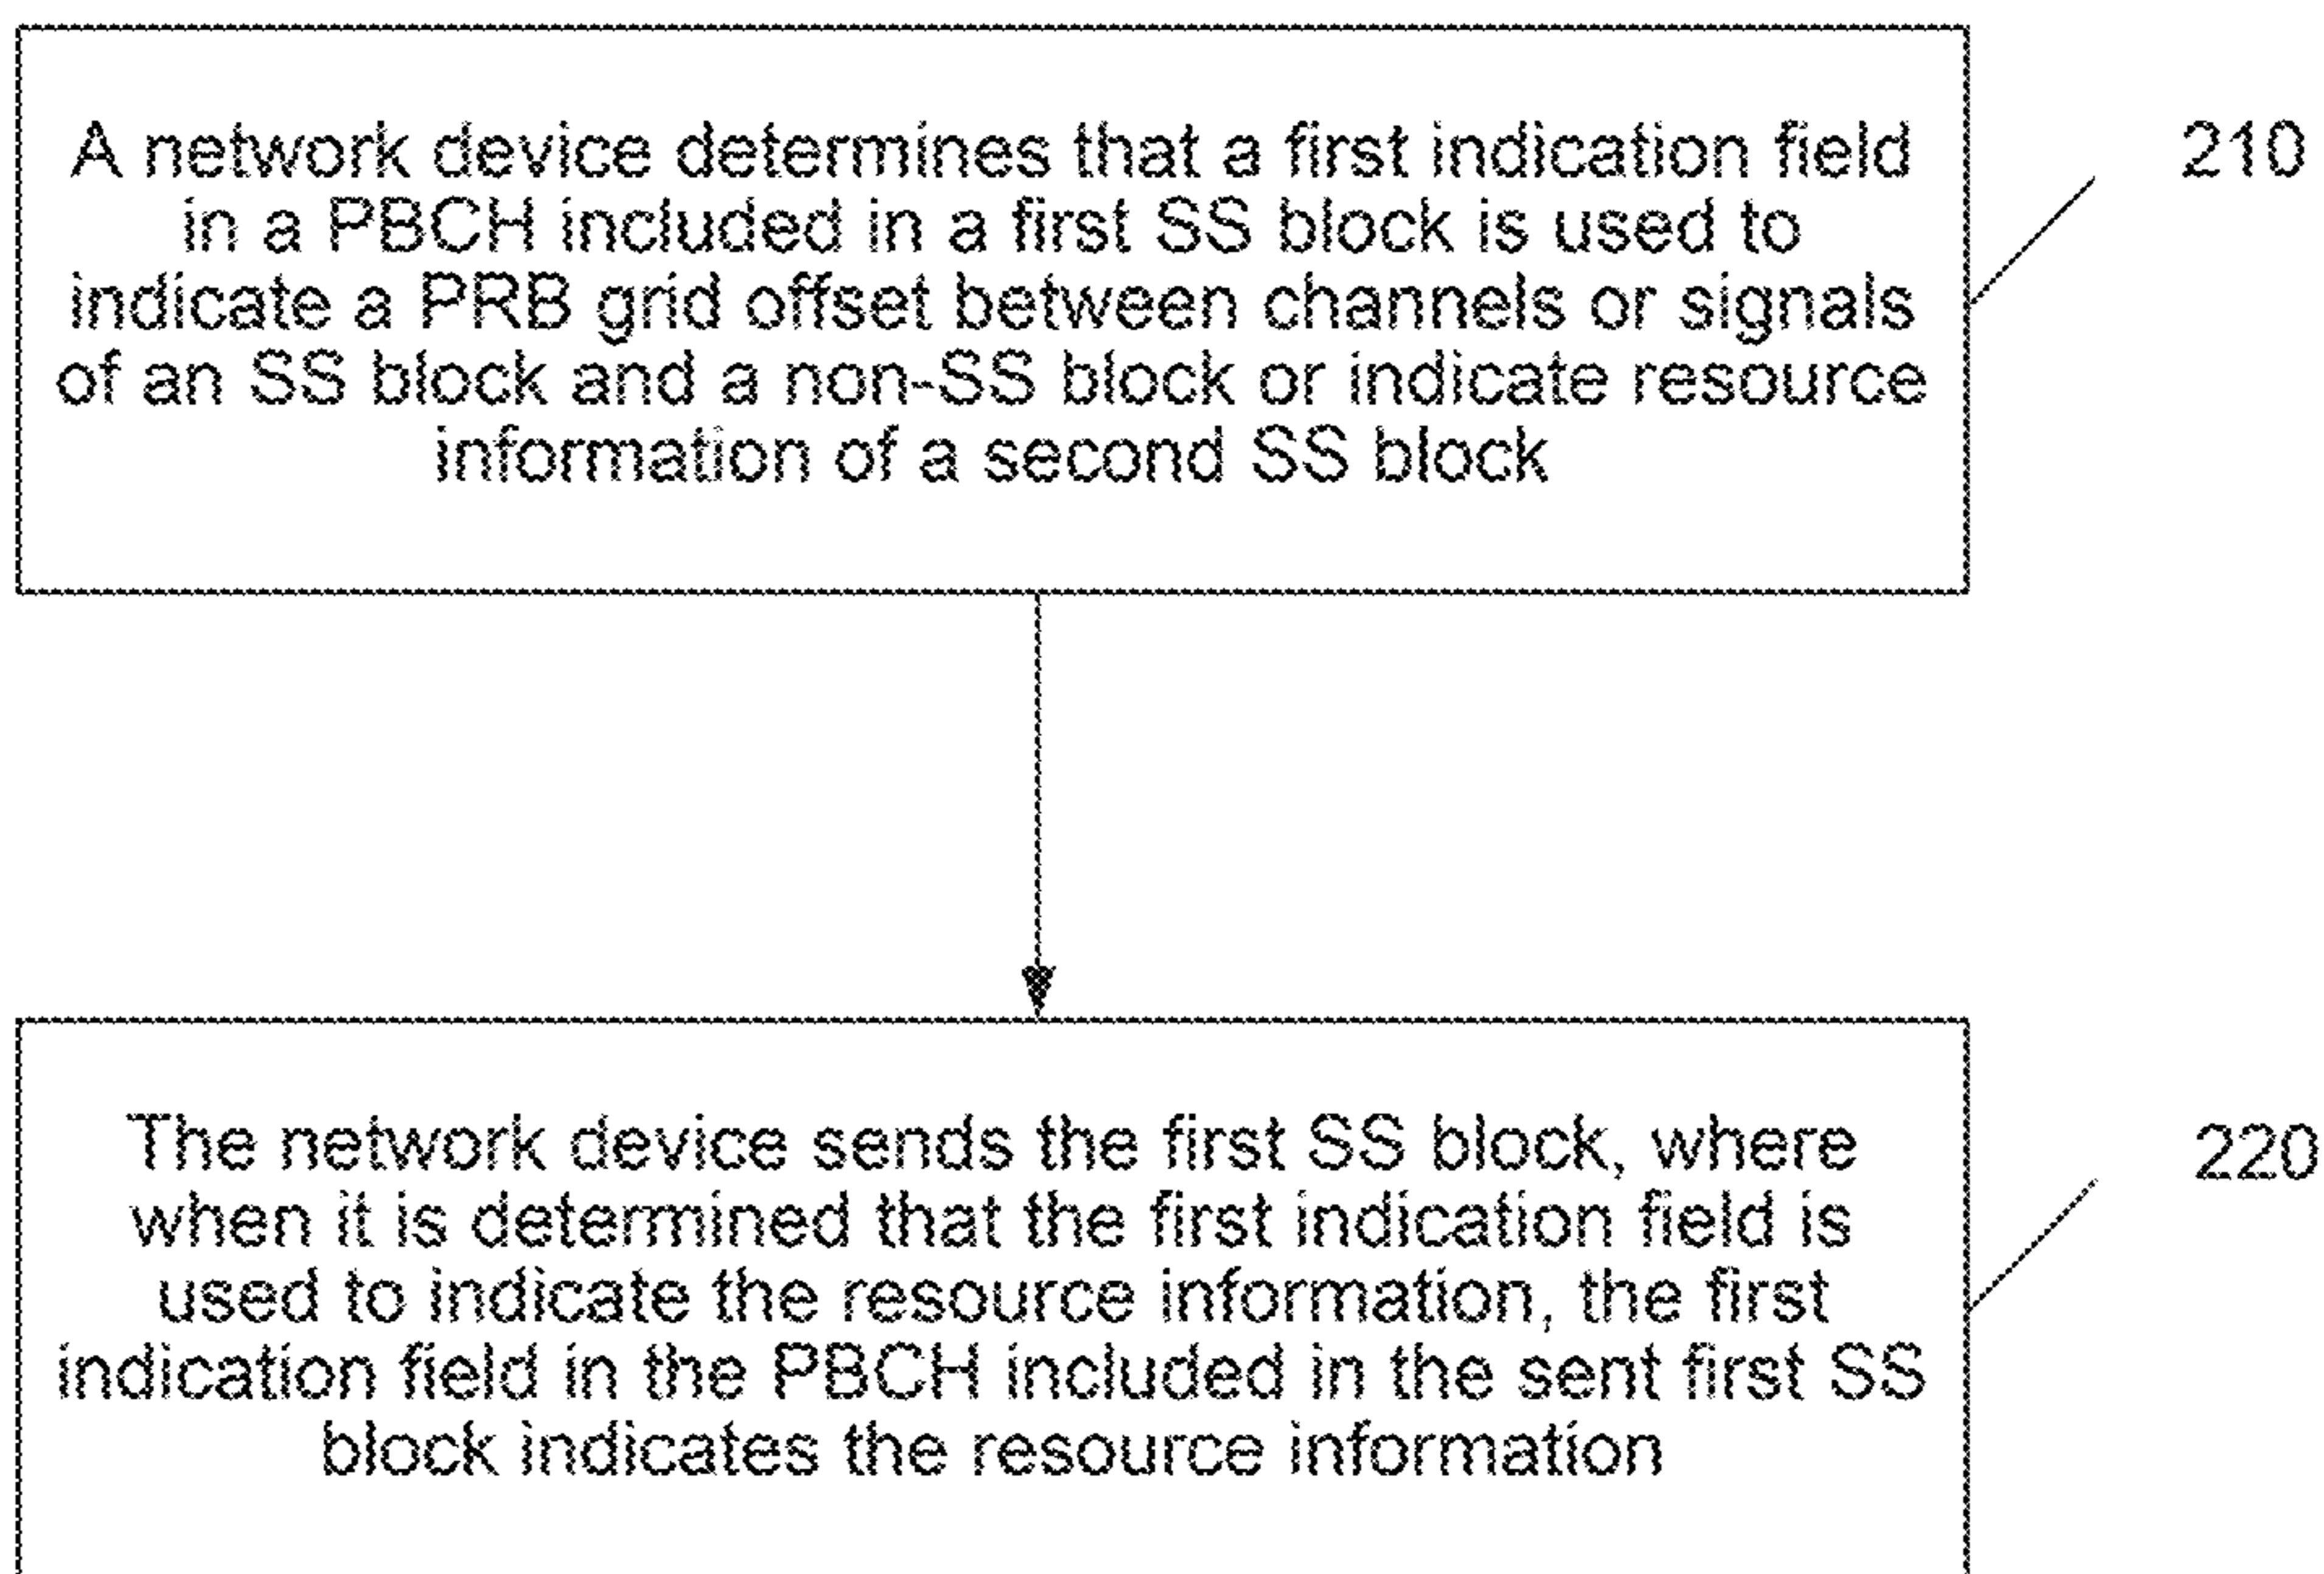 A network device determines that a first indication field
in a PBCH included in a first SS block is used to
indicate a PRB grid offset between channels or signals
of an SS block and a non-SS block or indicate resource
information of a second SS block
210
The network device sends the first SS block, where
when it is determined that the first indication field is
used to indicate the resource information, the first
indication field in the PBCH included in the sent first SS
block indicates the resource information
220